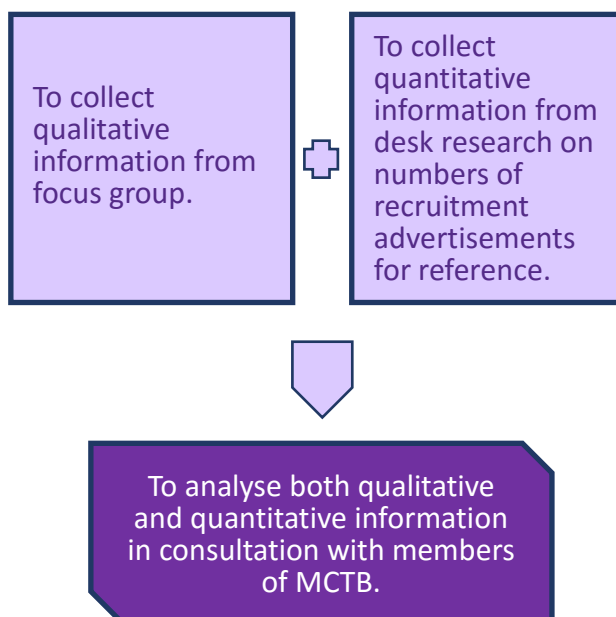 To collect
qualitative
information from
focus group.
To collect
quantitative
information from
desk research on
numbers of
recruitment
advertisements
for reference.
To analyse both qualitative
and quantitative information
in consultation with members
of MCTB.